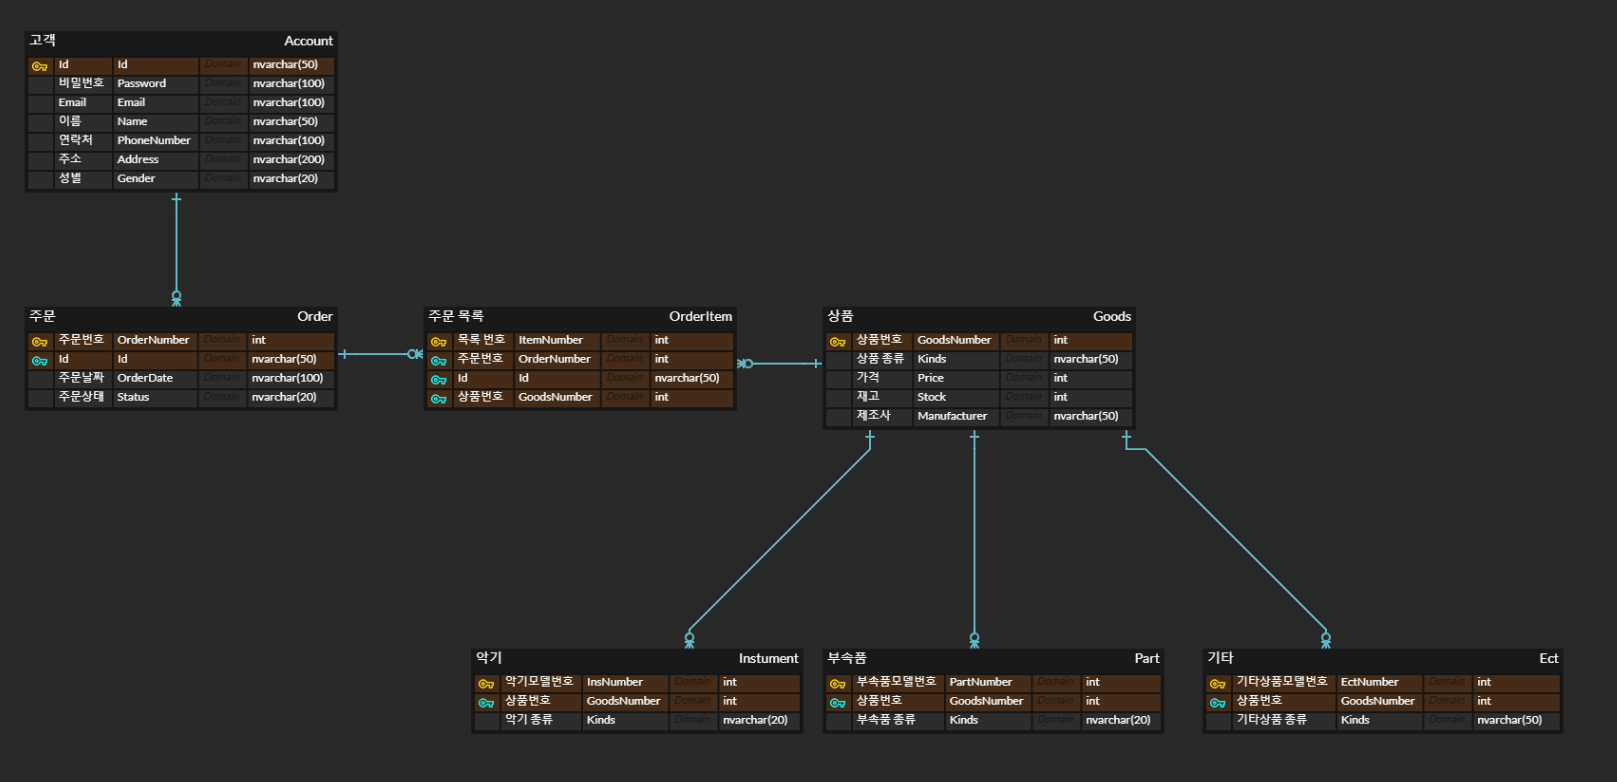 고객 Account
Id Id Domain nvarchar(50)
비밀번호 Password Domain nvarchar(100)
Email Email Domain nvarchar(100)
이름 Name Domain nvarchar(50)
연락처 PhoneNumber Domain nvarchar(100)
주소 Address Domain nvarchar(200)
성별 Gender Domain nvarchar(20)
주문 Order
주문번호 OrderNumber Domain int
Id Id Domain nvarchar(50)
주문날짜 OrderDate Domain nvarchar(100)
주문상태 Status Domain nvarchar(20)
주문 목록 OrderItem
목록 번호 ItemNumber Domain int
주문번호 OrderNumber Domain int
Id Id Domain nvarchar(50)
상품번호 GoodsNumber Domain int
상품 Goods
상품번호 GoodsNumber Domain int
상품 종류 Kinds Domain nvarchar(50)
가격 Price Domain int
재고 Stock Domain int
제조사 Manufacturer Domain nvarchar(50)
악기 Instument
악기모델번호 InsNumber Domain int
상품번호 GoodsNumber Domain int
악기 종류 Kinds Domain nvarchar(20)
부속품 Part
부속품모델번호 PartNumber Domain int
상품번호 GoodsNumber Domain int
부속품 종류 Kinds Domain nvarchar(20)
기타 Ect
기타상품모델번호 EctNumber Domain int
상품번호 GoodsNumber Domain int
기타상품 종류 Kinds Domain nvarchar(50)